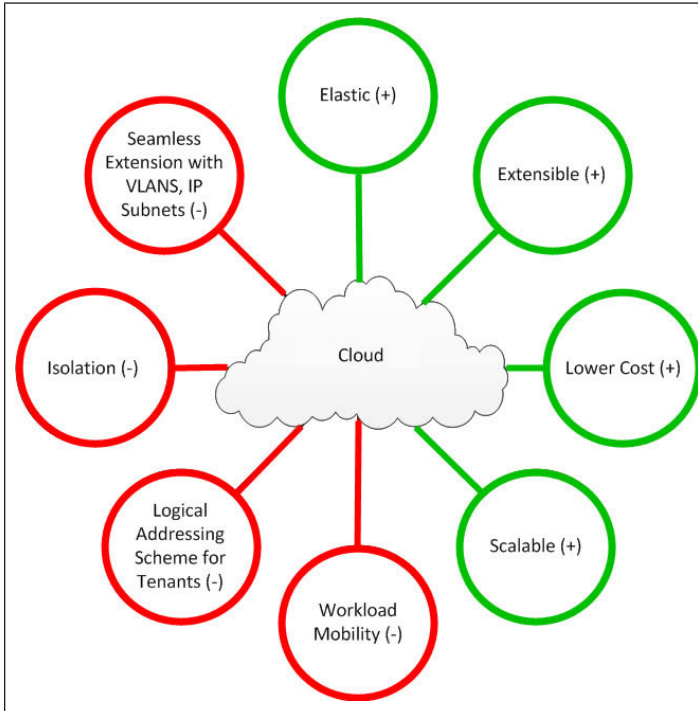 Elastic (+)
Seamless
Extension with
VLANS, IP
Subnets (-)
Extensible (+)
Isolation (-)
Cloud
Lower Cost (+)
Logical
Addressing
Scheme for
Tenants (-)
Scalable (+)
Workload
Mobility (-)